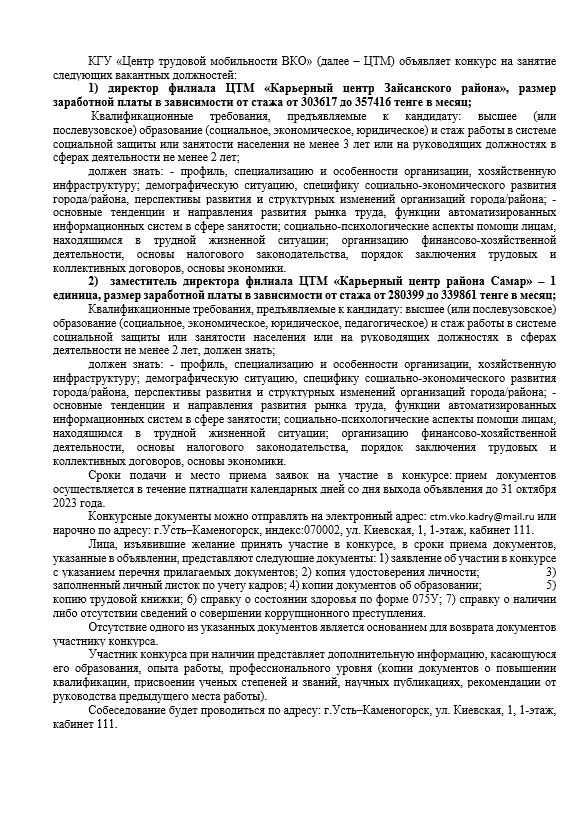 КГУ «Центр трудовой мобильности ВКО» (далее – ЦТМ) объявляет конкурс на занятие
следующих вакантных должностей:
1) директор филиала ЦТМ «Карьерный центр Зайсанского района», размер
заработной платы в зависимости от стажа от 303617 до 357416 тенге в месяц;
Квалификационные требования, предъявляемые к кандидату: высшее (или
послевузовское) образование (социальное, экономическое, юридическое) и стаж работы в системе
социальной защиты или занятости населения не менее 3 лет или на руководящих должностях в
сферах деятельности не менее 2 лет;
должен знать: - профиль, специализацию и особенности организации, хозяйственную
инфраструктуру; демографическую ситуацию, специфику социально-экономического развития
города/района, перспективы развития и структурных изменений организаций города/района; -
основные тенденции и направления развития рынка труда, функции автоматизированных
информационных систем в сфере занятости; социально-психологические аспекты помощи лицам,
находящимся в трудной жизненной ситуации; организацию финансово-хозяйственной
деятельности, основы налогового законодательства, порядок заключения трудовых и
коллективных договоров, основы экономики.
2) заместитель директора филиала ЦТМ «Карьерный центр района Самар» – 1
единица, размер заработной платы в зависимости от стажа от 280399 до 339861 тенге в месяц;
Квалификационные требования, предъявляемые к кандидату: высшее (или послевузовское)
образование (социальное, экономическое, юридическое, педагогическое) и стаж работы в системе
социальной защиты или занятости населения или на руководящих должностях в сферах
деятельности не менее 2 лет, должен знать;
должен знать: - профиль, специализацию и особенности организации, хозяйственную
инфраструктуру; демографическую ситуацию, специфику социально-экономического развития
города/района, перспективы развития и структурных изменений организаций города/района; -
основные тенденции и направления развития рынка труда, функции автоматизированных
информационных систем в сфере занятости; социально-психологические аспекты помощи лицам,
находящимся в трудной жизненной ситуации; организацию финансово-хозяйственной
деятельности, основы налогового законодательства, порядок заключения трудовых и
коллективных договоров, основы экономики.
Сроки подачи и место приема заявок на участие в конкурсе: прием документов
осуществляется в течение пятнадцати календарных дней со дня выхода объявления до 31 октября
2023 года.
Конкурсные документы можно отправлять на электронный адрес: ctm.vko.kadry@mail.ru или
нарочно по адресу: г.Усть–Каменогорск, индекс:070002, ул. Киевская, 1, 1-этаж, кабинет 111.
Лица, изъявившие желание принять участие в конкурсе, в сроки приема документов,
указанные в объявлении, представляют следующие документы: 1) заявление об участии в конкурсе
с указанием перечня прилагаемых документов; 2) копия удостоверения личности; 3)
заполненный личный листок по учету кадров; 4) копии документов об образовании; 5)
копию трудовой книжки; 6) справку о состоянии здоровья по форме 075У; 7) справку о наличии
либо отсутствии сведений о совершении коррупционного преступления.
Отсутствие одного из указанных документов является основанием для возврата документов
участнику конкурса.
Участник конкурса при наличии представляет дополнительную информацию, касающуюся
его образования, опыта работы, профессионального уровня (копии документов о повышении
квалификации, присвоении ученых степеней и званий, научных публикациях, рекомендации от
руководства предыдущего места работы).
Собеседование будет проводиться по адресу: г.Усть–Каменогорск, ул. Киевская, 1, 1-этаж,
кабинет 111.